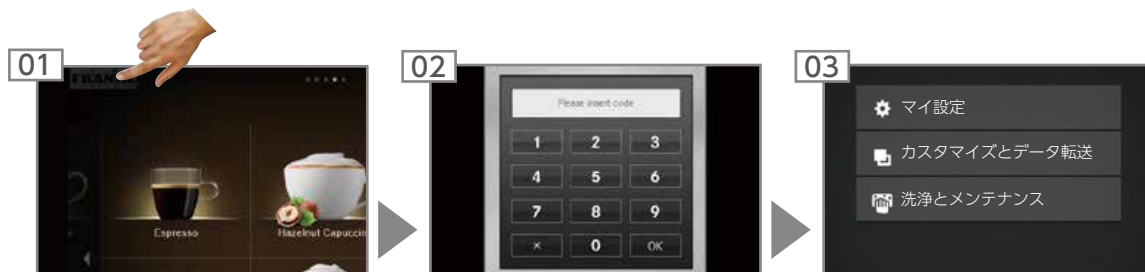 01
Espresso
Hazelnut Capuccin
02
Please insert code
1 2 3
4 5 6
7 8 9
× 0 OK
03
マイ設定
カスタマイズとデータ転送
洗浄とメンテナンス